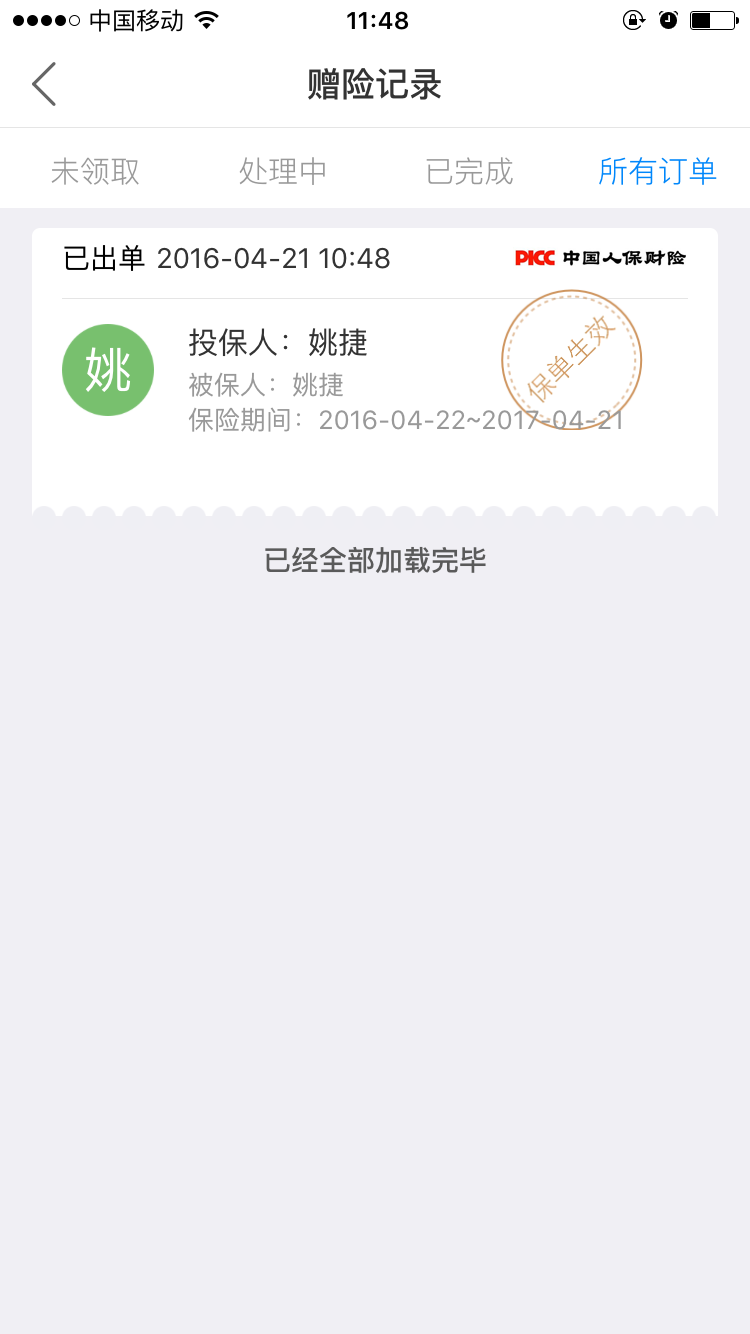 中国移动 11:48
赠险记录
未领取 处理中 已完成 所有订单
已出单 2016-04-21 10:48 PICC 中国人保财险
姚
投保人：姚捷
保单生效
被保人：姚捷
保险期间：2016-04-22~2017-04-21
已经全部加载完毕